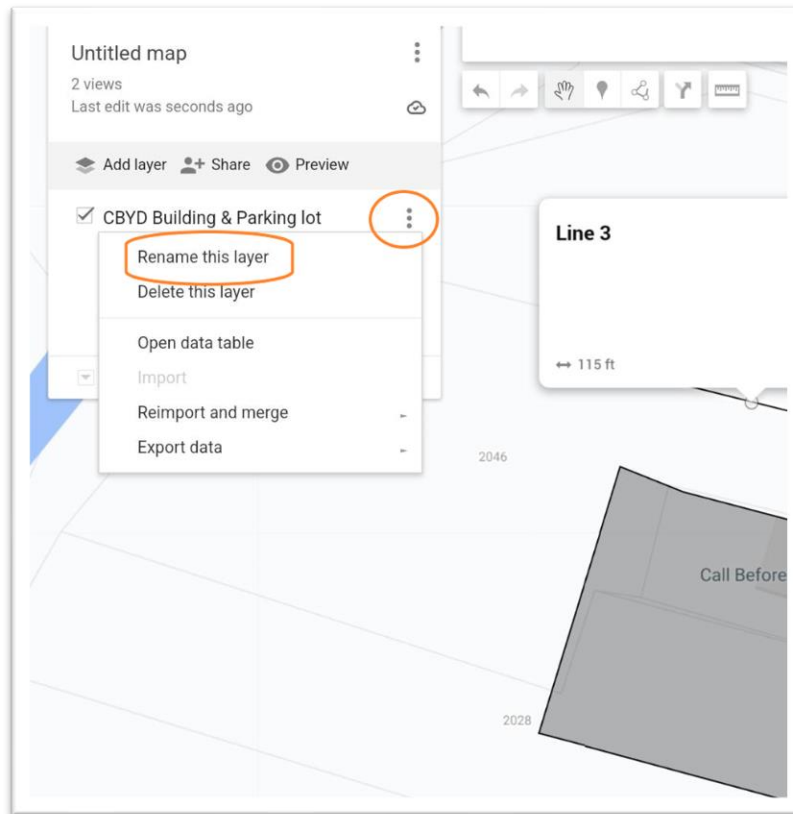 Untitled map
2 views
Last edit was seconds ago
Add layer Share Preview
CBYD Building & Parking lot
Rename this layer
Delete this layer
Open data table
Import
Reimport and merge
Export data
Line 3
115 ft
2046
Call Before
2028